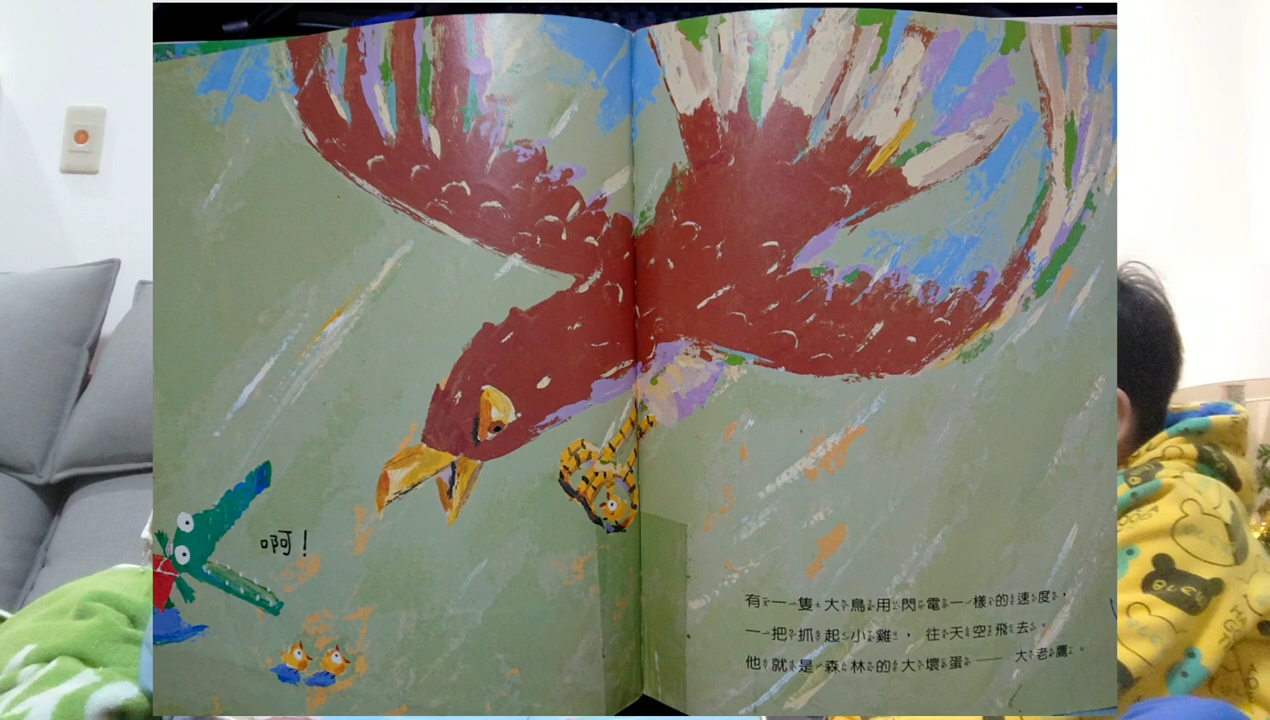 啊！
有一隻大鳥用閃電一樣的速度，
一把抓起小雞，往天空飛去。
他就是森林的大壞蛋——大老鷹。